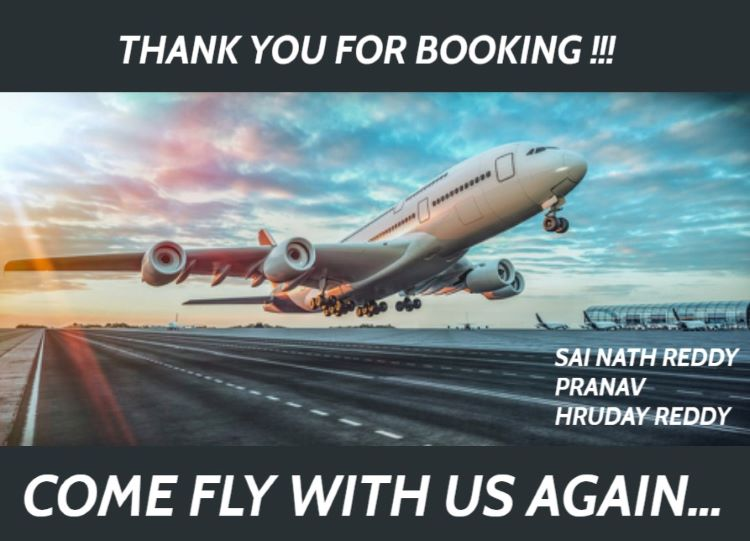 THANK YOU FOR BOOKING !!!
SAI NATH REDDY
PRANAV
HRUDAY REDDY
COME FLY WITH US AGAIN...